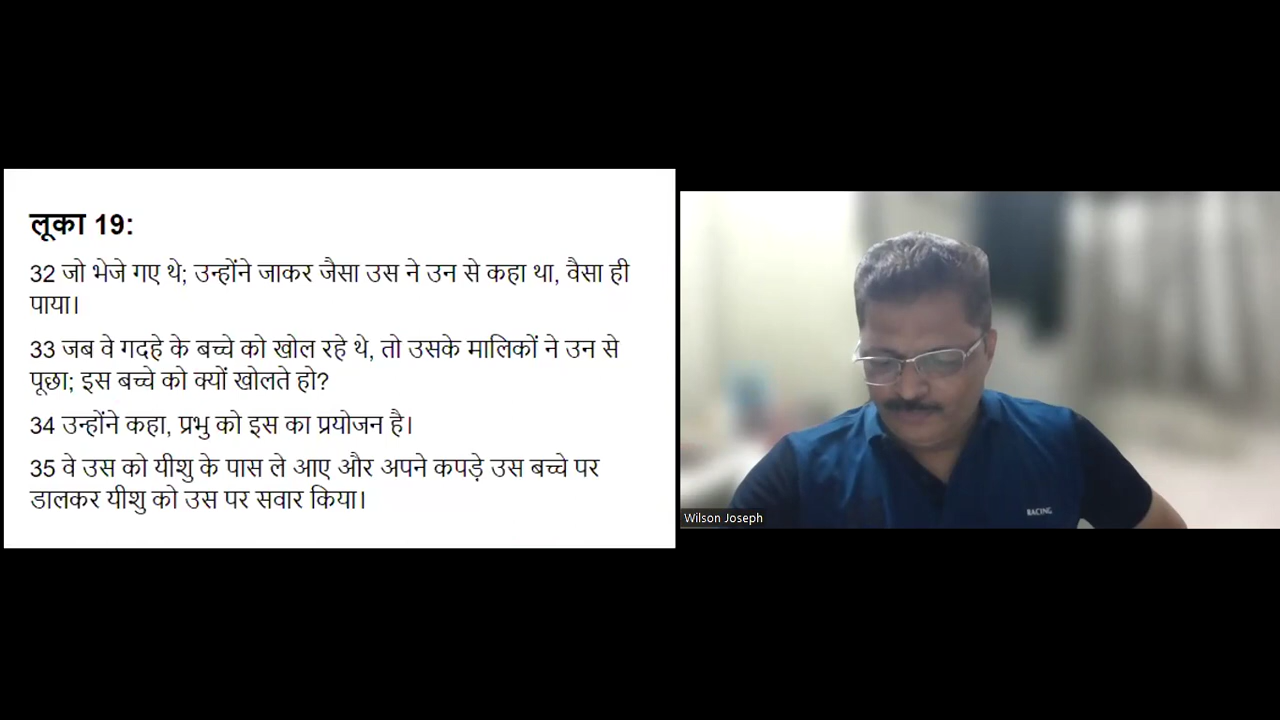 लूका 19:
32 जो भेजे गए थे; उन्होंने जाकर जैसा उस ने उन से कहा था, वैसा ही
पाया।
33 जब वे गदहे के बच्चे को खोल रहे थे, तो उसके मालिकों ने उन से
पूछा; इस बच्चे को क्यों खोलते हो?
34 उन्होंने कहा, प्रभु को इस का प्रयोजन है।
35 वे उस को यीशु के पास ले आए और अपने कपड़े उस बच्चे पर
डालकर यीशु को उस पर सवार किया।
RACING
Wilson Joseph